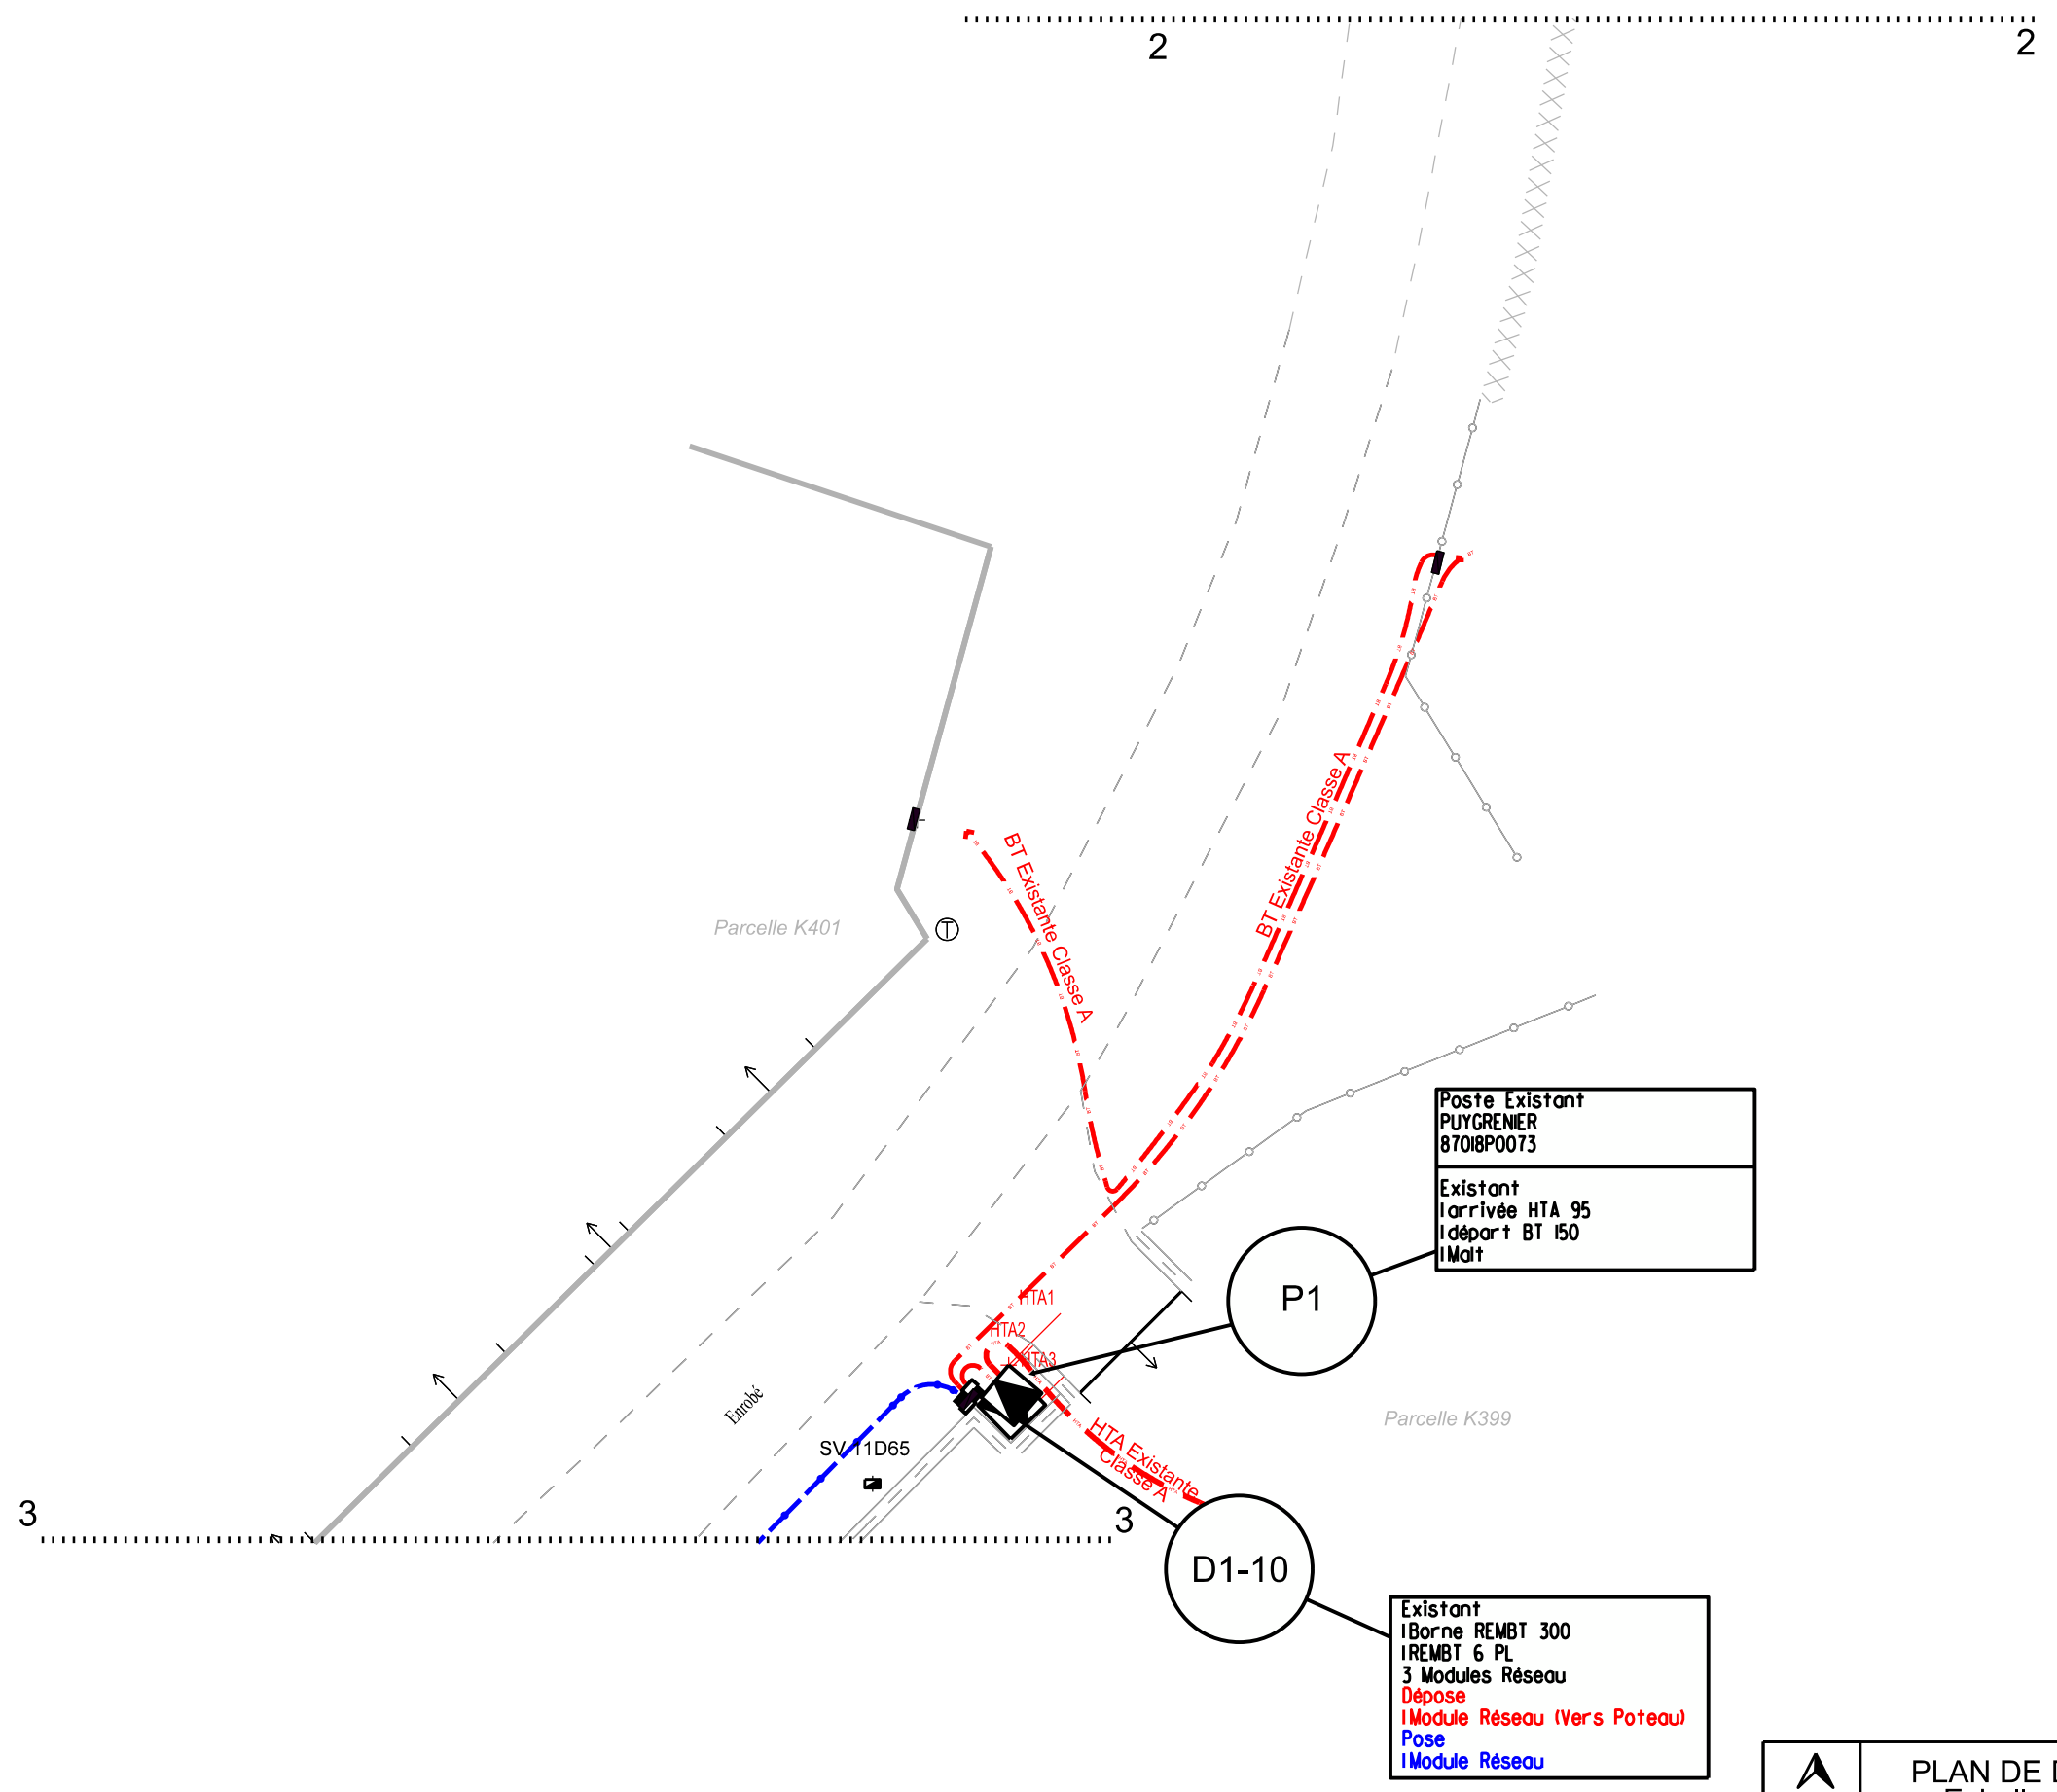 2
2
BT Existante Classe A
BT Existante Classe A
Parcelle K401
T
Poste Existant
PUYGRENIER
87018P0073
Existant
1arrivée HTA 95
1départ BT 150
1Malt
P1
HTA1
HTA2
HTA3
Enrobé
Parcelle K399
SV 11D65
HTA Existante
Classe A
3
3
D1-10
Existant
1Borne REMBT 300
1REMBT 6 PL
3 Modules Réseau
Dépose
1Module Réseau (Vers Poteau)
Pose
1Module Réseau
PLAN DE